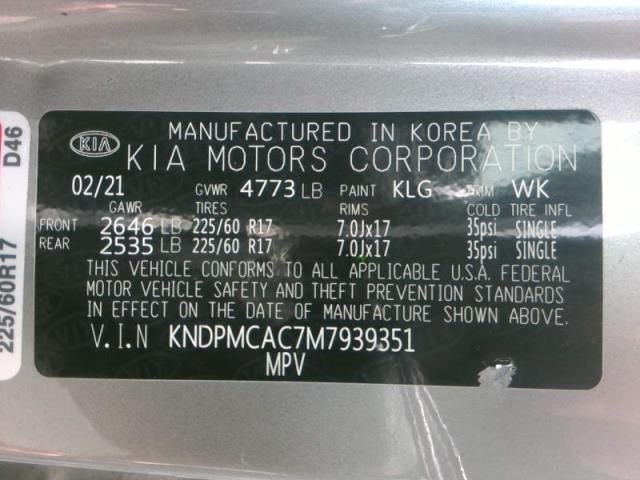 MANUFACTURED IN KOREA BY
KIA KIA MOTORS CORPORATION
02/21 GVWR 4773 LB PAINT KLG WK
GAWR TIRES RIMS COLD TIRE INFL
FRONT 2646 LB 225/60 R17 7.0Jx17 35psi SINGLE
REAR 2535 LB 225/60 R17 7.0Jx17 35psi SINGLE
THIS VEHICLE CONFORMS TO ALL APPLICABLE U.S.A. FEDERAL
MOTOR VEHICLE SAFETY AND THEFT PREVENTION STANDARDS
IN EFFECT ON THE DATE OF MANUFACTURE SHOWN ABOVE.
V.I.N KNDPMCAC7M7939351
MPV
225/60R17 D46